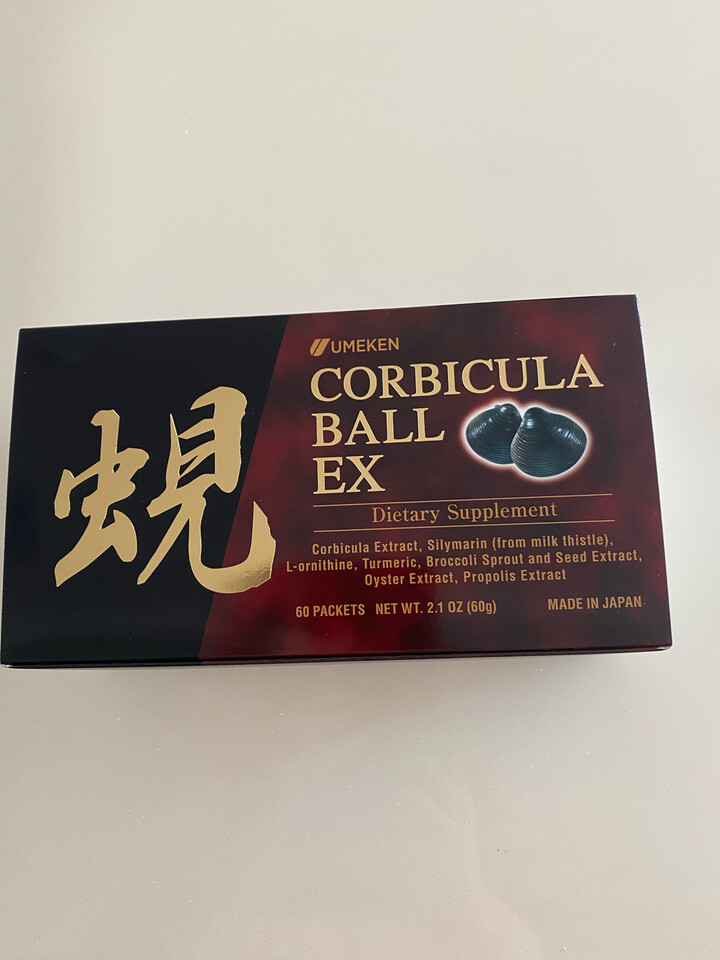 蜆
UMEKEN
CORBICULA
BALL
EX
Dietary Supplement
Corbicula Extract, Silymarin (from milk thistle),
L-ornithine, Turmeric, Broccoli Sprout and Seed Extract,
Oyster Extract, Propolis Extract
60 PACKETS NET WT. 2.1 OZ (60g) MADE IN JAPAN